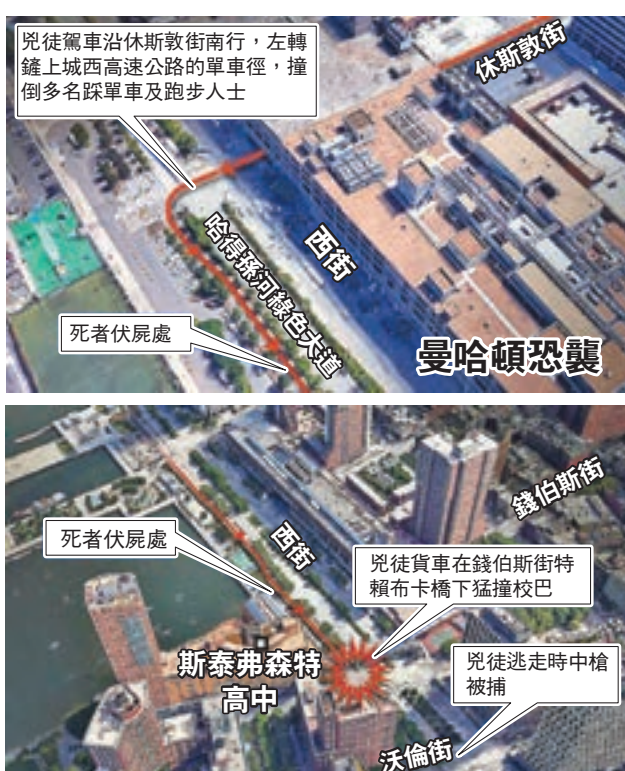 兇徒駕車沿休斯敦街南行，左轉
鏟上城西高速公路的單車徑，撞
倒多名踩單車及跑步人士
休斯敦街
西街
哈得孫河綠色大道
死者伏屍處
曼哈頓恐襲
錢伯斯街
西街
死者伏屍處
兇徒貨車在錢伯斯街特
賴布卡橋下猛撞校巴
斯泰弗森特
高中
兇徒逃走時中槍
被捕
沃倫街